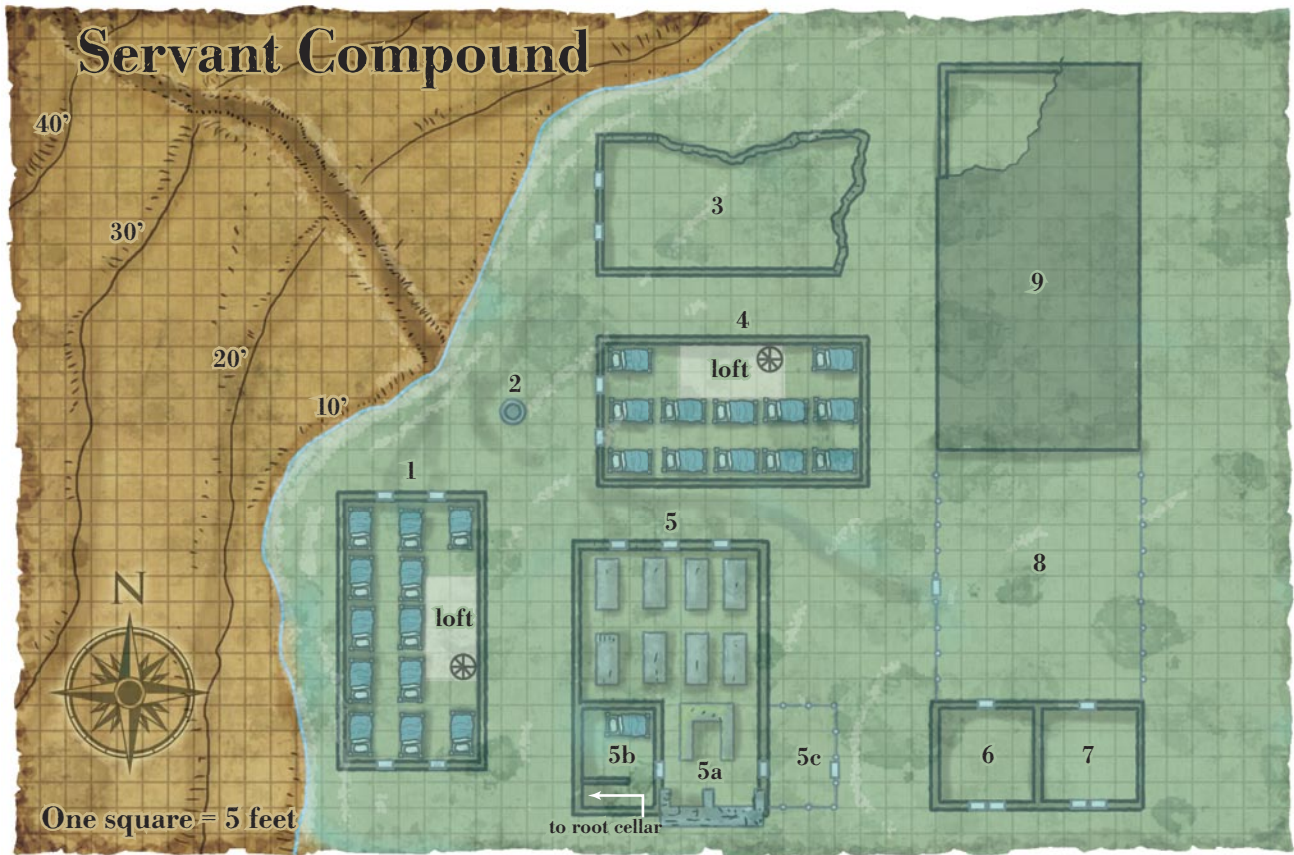 Servant Compound
40'
3
30'
9
4
loft
20'
2
10'
1
5
8
N
loft
5b
5a
5c
6
7
One square = 5 feet
to root cellar